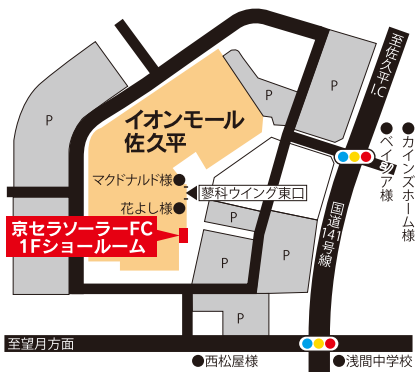 至佐久平
I.C
P
P
P
イオンモール
佐久平
●カインズホーム様
●ベイシア様
マクドナルド様●
蓼科ウイング東口
花よし様●
P
国道141号線
京セラソーラーFC
1Fショールーム
P
P
P
至望月方面
●西松屋様
●浅間中学校